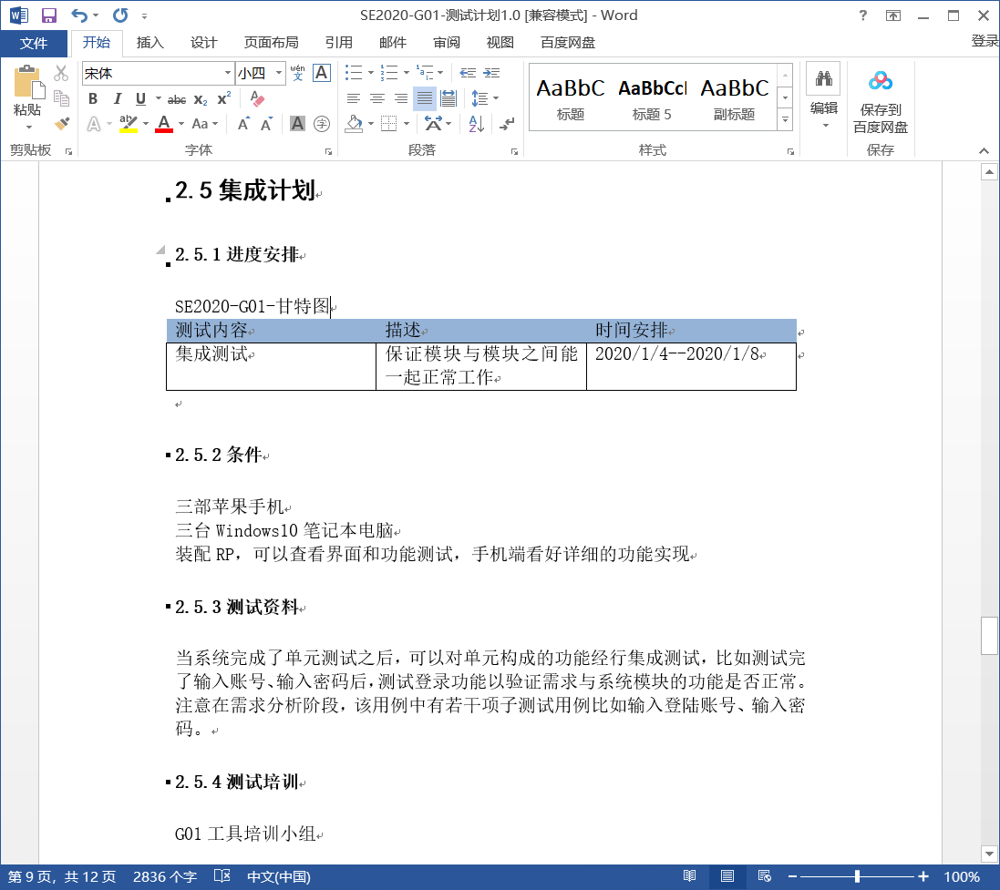 SE2020-G01-测试计划1.0 [兼容模式] - Word
文件 开始 插入 设计 页面布局 引用 邮件 审阅 视图 百度网盘 登录
宋体 小四 wén 文 A
B I U abc X₂ X² 
A ab A Aa A A A 字
粘贴
剪贴板 字体 段落 样式 保存
AaBbC AaBbCcl AaBbC
标题 标题 5 副标题
编辑
保存到
百度网盘
2.5 集成计划
2.5.1 进度安排
SE2020-G01-甘特图
测试内容 描述 时间安排
集成测试 保证模块与模块之间能 2020/1/4--2020/1/8
一起正常工作
2.5.2 条件
三部苹果手机
三台 Windows10 笔记本电脑
装配 RP，可以查看界面和功能测试，手机端看好详细的功能实现
2.5.3 测试资料
当系统完成了单元测试之后，可以对单元构成的功能经行集成测试，比如测试完
了输入账号、输入密码后，测试登录功能以验证需求与系统模块的功能是否正常。
注意在需求分析阶段，该用例中有若干项子测试用例比如输入登陆账号、输入密
码。
2.5.4 测试培训
G01 工具培训小组
第 9 页，共 12 页 2836 个字 中文(中国) 100%